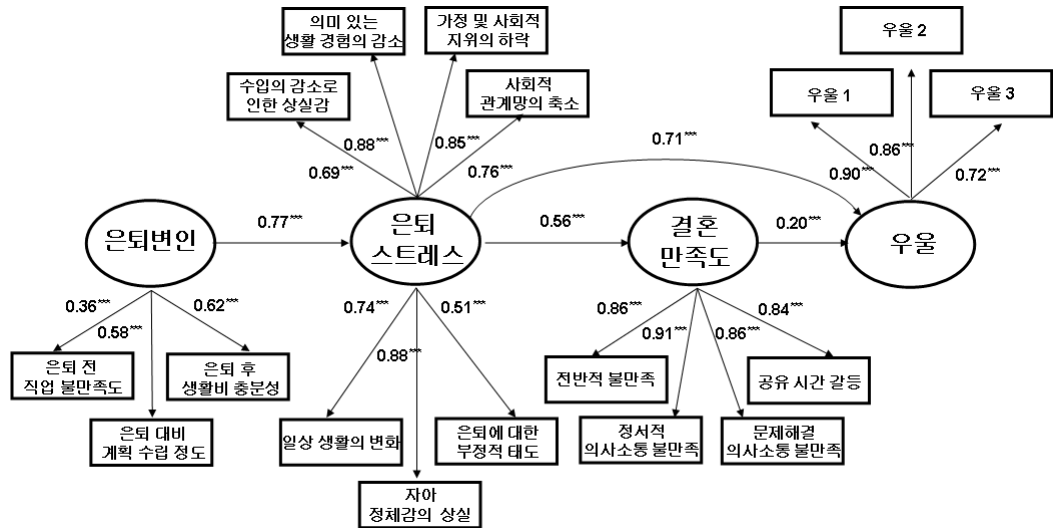 의미 있는
생활 경험의 감소
가정 및 사회적
지위의 하락
우울 2
수입의 감소로
인한 상실감
사회적
관계망의 축소
우울 1
우울 3
0.88***
0.85***
0.69***
0.76***
0.71***
0.86***
0.90***
0.72***
은퇴변인
0.77***
은퇴
스트레스
0.56***
결혼
만족도
0.20***
우울
0.36***
0.58***
0.62***
0.74***
0.88***
0.51***
0.86***
0.91***
0.86***
0.84***
은퇴 전
직업 불만족도
은퇴 후
생활비 충분성
은퇴 대비
계획 수립 정도
일상 생활의 변화
은퇴에 대한
부정적 태도
자아
정체감의 상실
전반적 불만족
공유 시간 갈등
정서적
의사소통 불만족
문제해결
의사소통 불만족